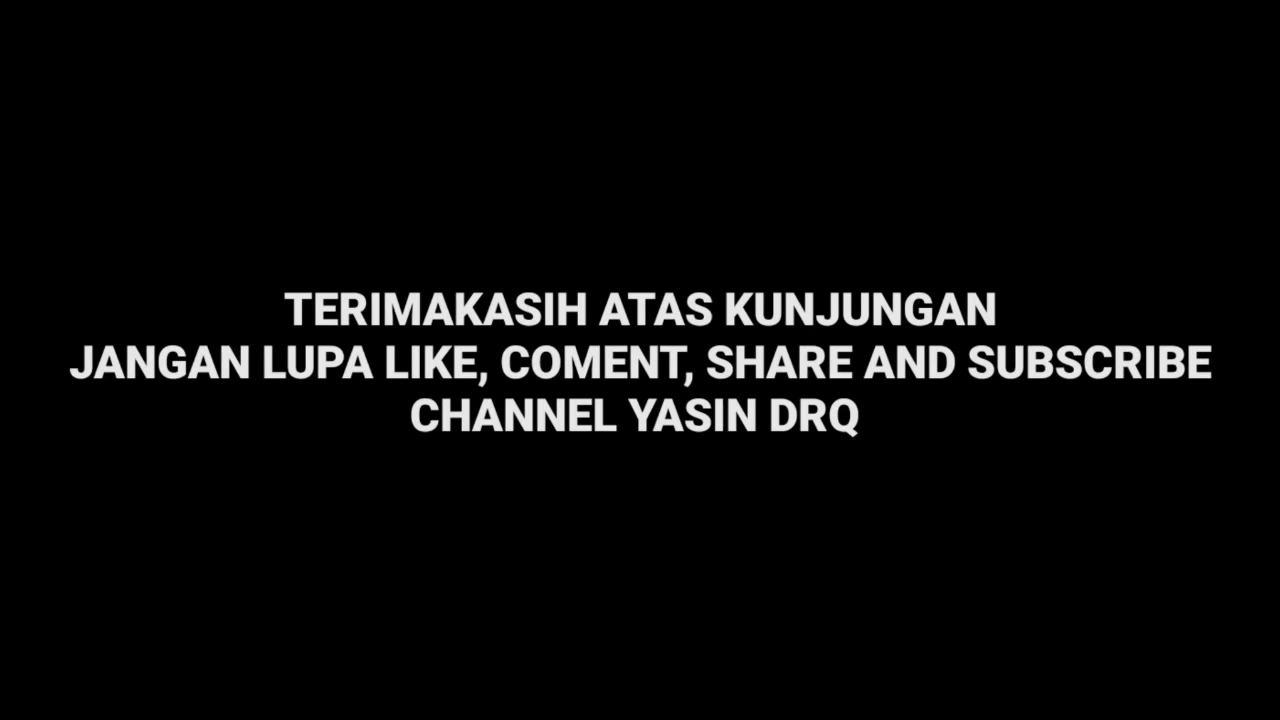 TERIMAKASIH ATAS KUNJUNGAN
JANGAN LUPA LIKE, COMENT, SHARE AND SUBSCRIBE
CHANNEL YASIN DRQ